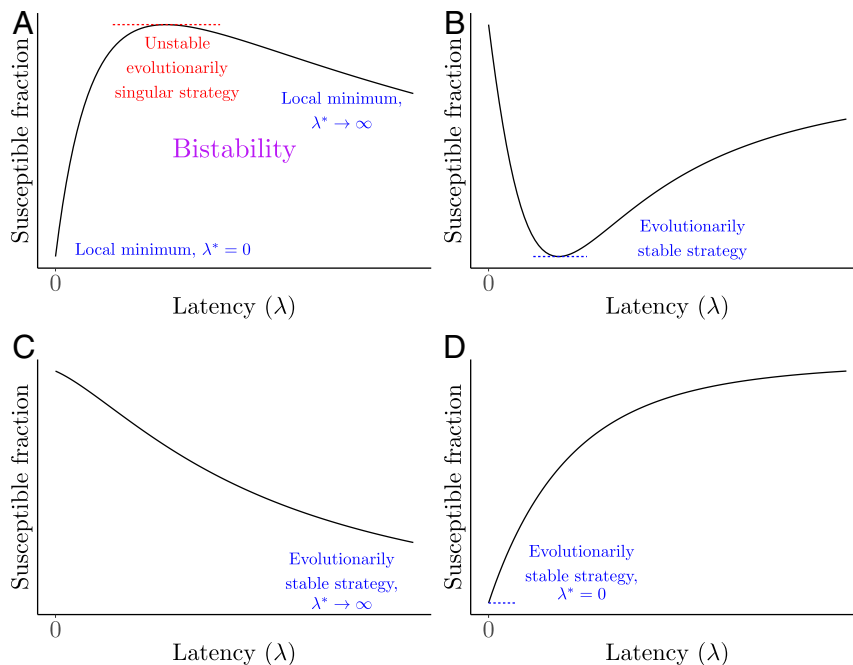 A
Susceptible fraction
Unstable
evolutionarily
singular strategy
Local minimum,
λ* → ∞
Bistability
Local minimum, λ* = 0
0
Latency (λ)
B
Susceptible fraction
Evolutionarily
stable strategy
0
Latency (λ)
C
Susceptible fraction
Evolutionarily
stable strategy,
λ* → ∞
0
Latency (λ)
D
Susceptible fraction
Evolutionarily
stable strategy,
λ* = 0
0
Latency (λ)